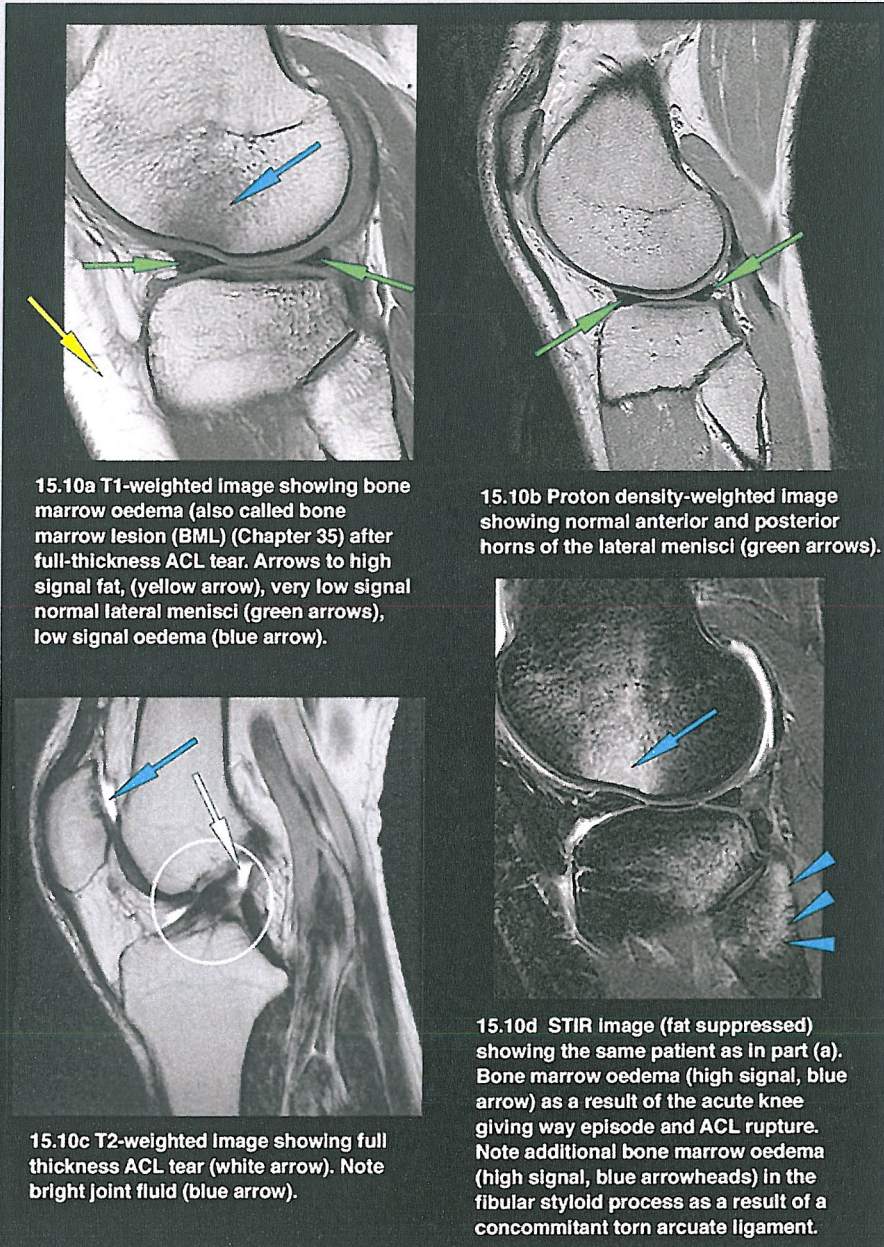 15.10a T1-weighted image showing bone
marrow oedema (also called bone
marrow lesion (BML) (Chapter 35) after
full-thickness ACL tear. Arrows to high
signal fat, (yellow arrow), very low signal
normal lateral menisci (green arrows),
low signal oedema (blue arrow).
15.10b Proton density-weighted image
showing normal anterior and posterior
horns of the lateral menisci (green arrows).
15.10c T2-weighted image showing full
thickness ACL tear (white arrow). Note
bright joint fluid (blue arrow).
15.10d STIR image (fat suppressed)
showing the same patient as in part (a).
Bone marrow oedema (high signal, blue
arrow) as a result of the acute knee
giving way episode and ACL rupture.
Note additional bone marrow oedema
(high signal, blue arrowheads) in the
fibular styloid process as a result of a
concommitant torn arcuate ligament.